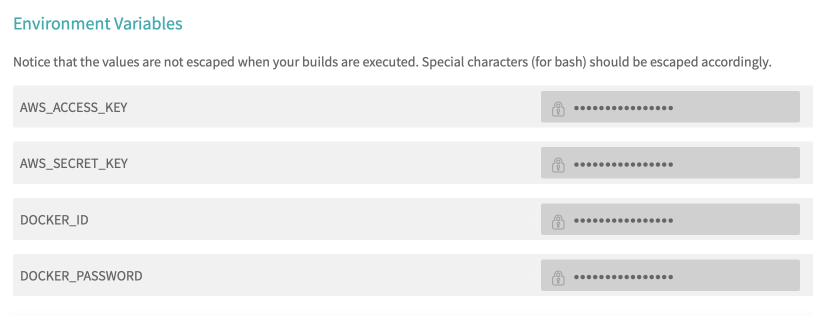 Environment Variables
Notice that the values are not escaped when your builds are executed. Special characters (for bash) should be escaped accordingly.
AWS_ACCESS_KEY ••••••••••••••••
AWS_SECRET_KEY ••••••••••••••••
DOCKER_ID ••••••••••••••••
DOCKER_PASSWORD ••••••••••••••••